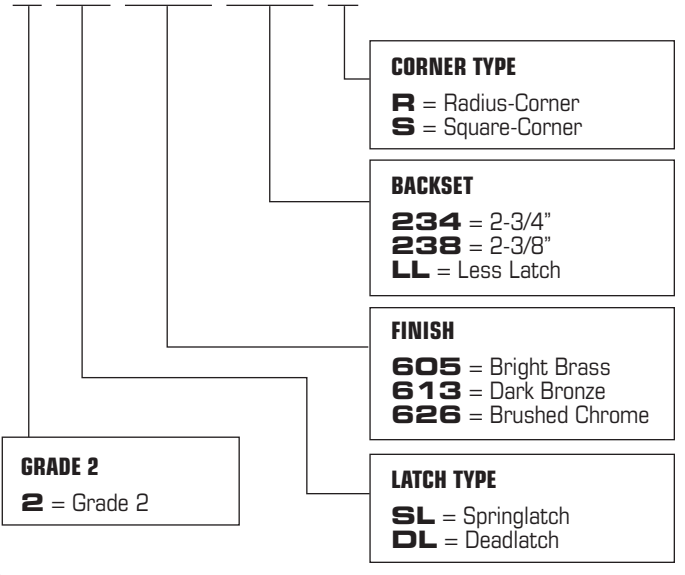 CORNER TYPE
R = Radius-Corner
S = Square-Corner
BACKSET
234 = 2-3/4”
238 = 2-3/8”
LL = Less Latch
FINISH
605 = Bright Brass
613 = Dark Bronze
626 = Brushed Chrome
GRADE 2
2 = Grade 2
LATCH TYPE
SL = Springlatch
DL = Deadlatch